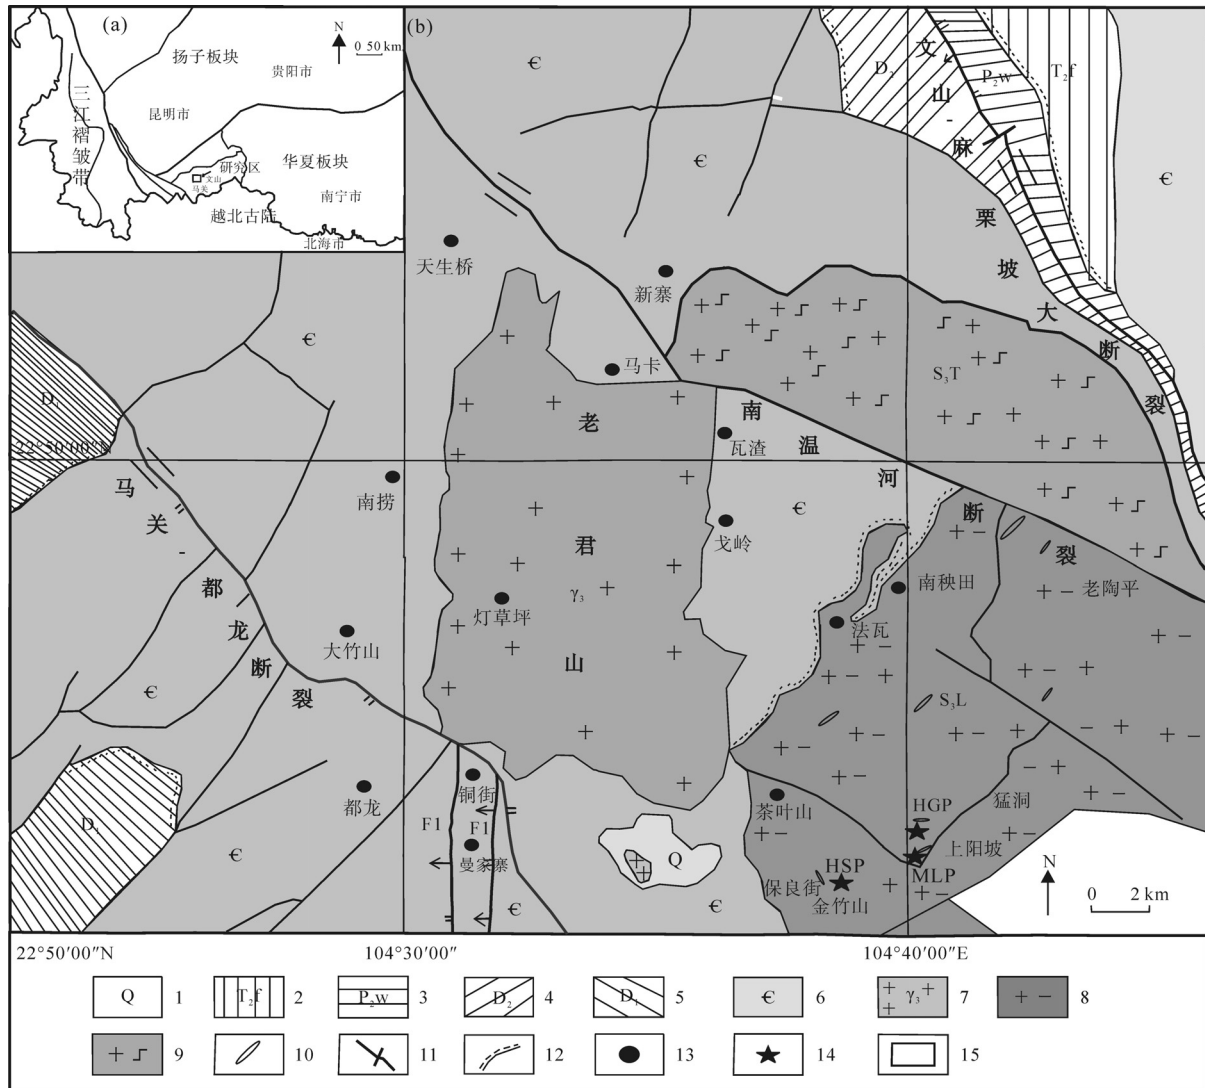 (a)
N
0 50 km
扬子板块
贵阳市
三江褶皱带
昆明市
华夏板块
研究区
文山
马关
南宁市
越北古陆
北海市
(b)
Є
D₂
P₂w
T₂f
文山-麻栗坡大断裂
Є
Є
天生桥
新寨
Є
马卡
S₃T
D₁
22°50′00″N
老君山
南温河断裂
瓦渣
马关-都龙断裂
南捞
Є
戈岭
γ₃
灯草坪
南秧田
老陶平
法瓦
大竹山
Є
S₃L
都龙
铜街
茶叶山
HGP
猛洞
D₁
F1
F1
曼家寨
Є
Q
上阳坡
HSP
MLP
保良街
金竹山
Є
Є
N
0 2 km
22°50′00″N
104°30′00″
104°40′00″E
Q 1
T₂f 2
P₂w 3
D₂ 4
D₁ 5
Є 6
γ₃ 7
8
9
10
11
12
13
14
15